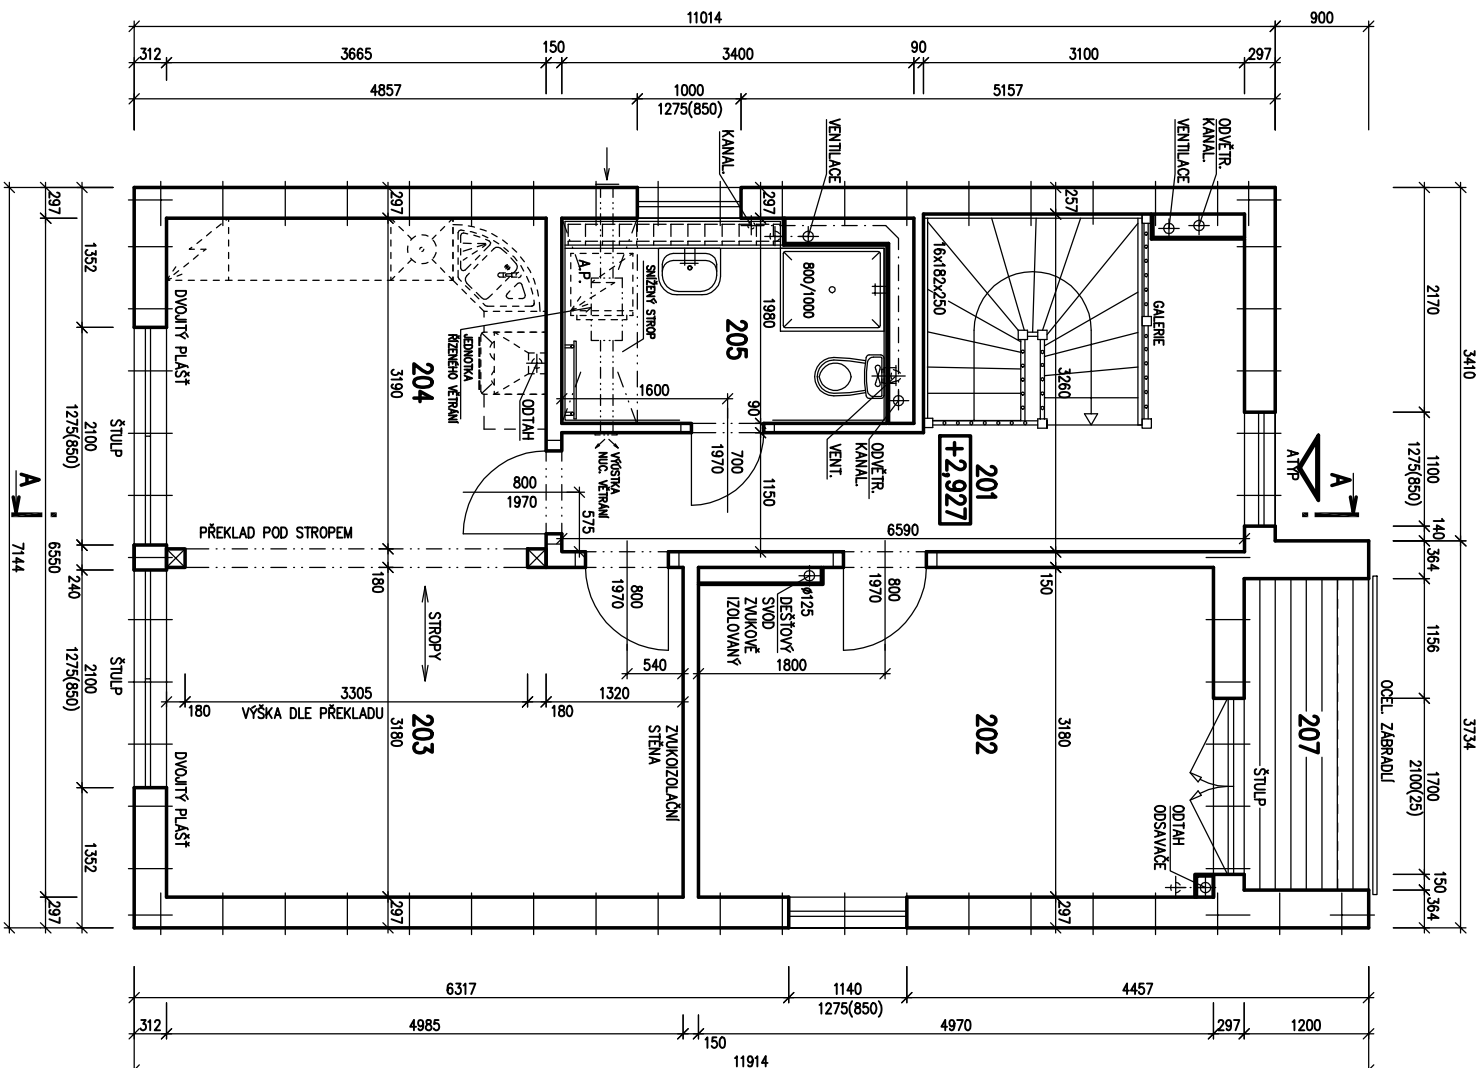 11014
900
312
3665
150
3400
90
3100
297
4857
1000
1275(850)
5157
KANAL.
VENTILACE
VENTILACE
ODVĚTR.
KANAL.
297
297
297
257
297
1352
2100
1275(850)
ŠTULP
240
2100
1275(850)
ŠTULP
1352
297
6550
7144
A
DVOJITÝ PLÁŠŤ
DVOJITÝ PLÁŠŤ
204
3190
JEDNOTKA
ŘÍZENÉHO VĚTRÁNÍ
ODTAH
A.P.
SNÍŽENÝ STROP
205
1980
800/1000
1600
90
700
1970
1150
VÝÚSTKA
NUC. VĚTRÁNÍ
VENT.
ODVĚTR.
KANAL.
16x182x250
GALERIE
3260
201
+2,927
6590
800
1970
575
PŘEKLAD POD STROPEM
180
STROPY
800
1970
540
1320
3305
180
180
VÝŠKA DLE PŘEKLADU
203
3180
ZVUKOIZOLAČNÍ
STĚNA
ø125
DEŠŤOVÝ
SVOD
ZVUKOVĚ
IZOLOVANÝ
800
1970
1800
150
202
3180
ŠTULP
ODTAH
ODSAVAČE
207
OCEL. ZÁBRADLÍ
297
297
ATYP
A
2170
1100
1275(850)
140
364
1156
1700
2100(25)
150
364
3410
3734
6317
1140
1275(850)
4457
312
4985
150
4970
297
1200
11914